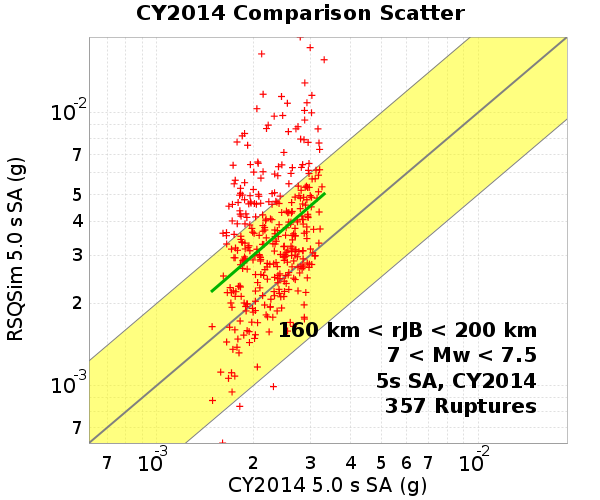 CY2014 Comparison Scatter
RSQSim 5.0 s SA (g)
10⁻²
7
5
4
3
2
10⁻³
7
160 km < rJB < 200 km
7 < Mw < 7.5
5s SA, CY2014
357 Ruptures
7 10⁻³ 2 3 4 5 6 7 10⁻²
CY2014 5.0 s SA (g)